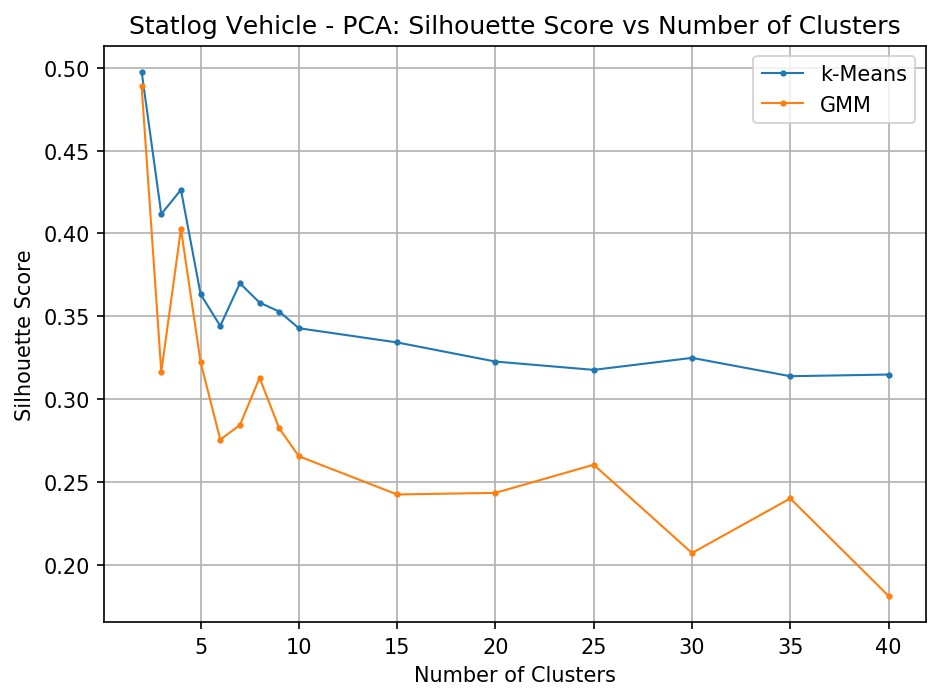 Statlog Vehicle - PCA: Silhouette Score vs Number of Clusters
k-Means
GMM
Silhouette Score
0.50
0.45
0.40
0.35
0.30
0.25
0.20
5 10 15 20 25 30 35 40
Number of Clusters